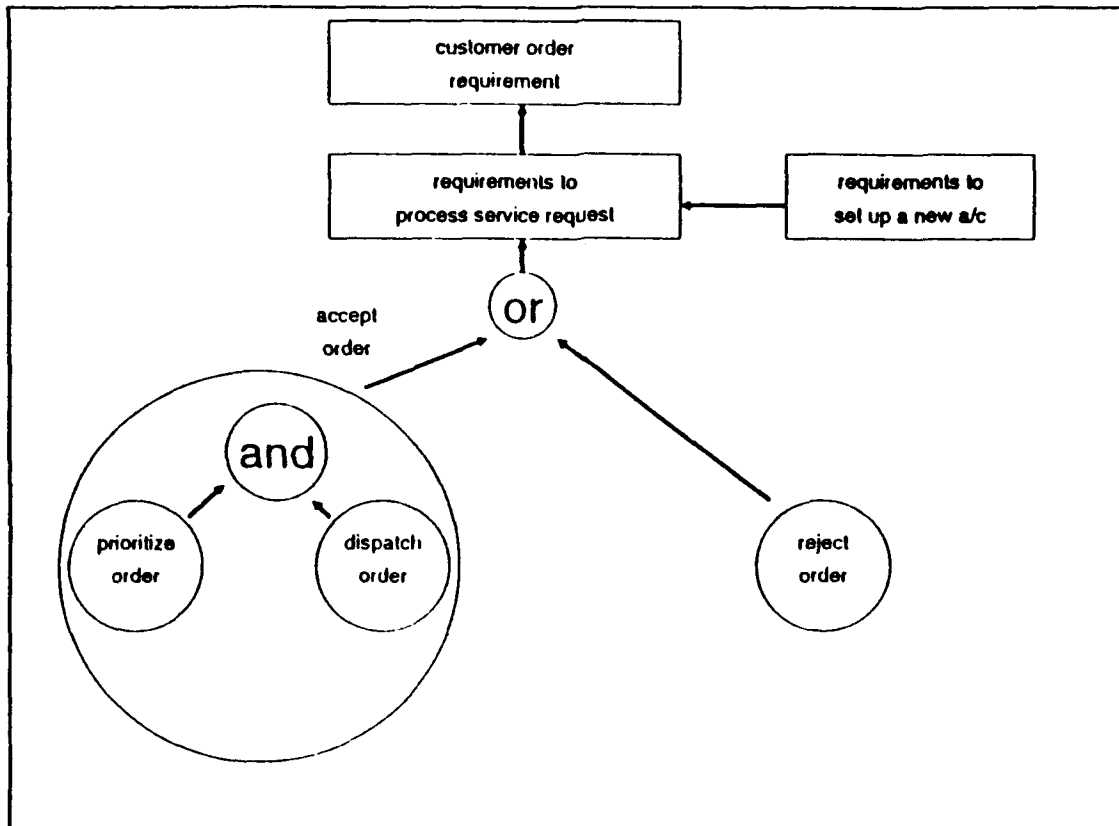 customer order
requirement
requirements to
process service request
requirements to
set up a new a/c
or
accept
order
and
prioritize
order
dispatch
order
reject
order